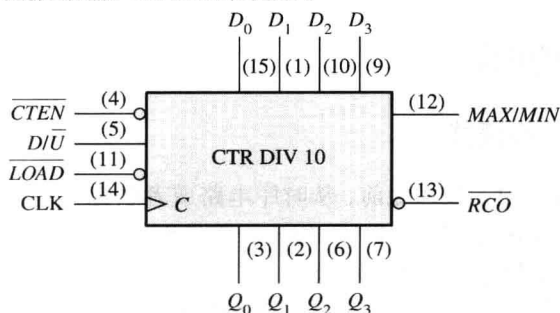 D₀ D₁ D₂ D₃
(15) (1) (10) (9)
CTEN (4)
(12) MAX/MIN
D/U (5)
CTR DIV 10
LOAD (11)
CLK (14) C
(13) RCO
(3) (2) (6) (7)
Q₀ Q₁ Q₂ Q₃